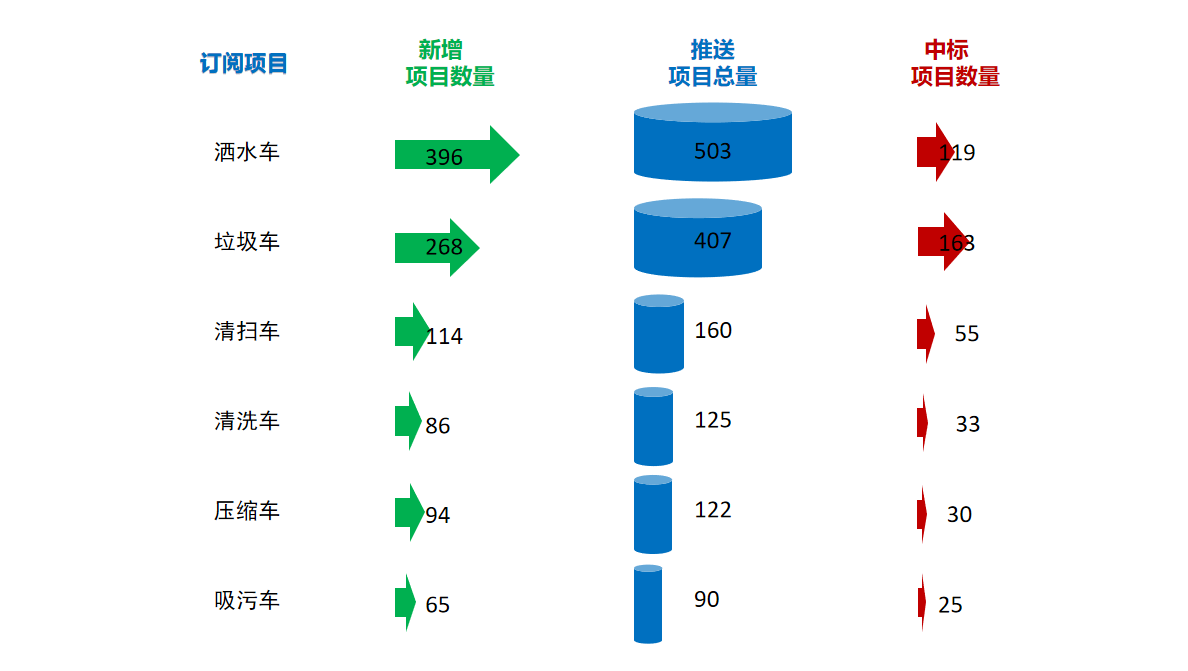 订阅项目
新增
项目数量
推送
项目总量
中标
项目数量
洒水车 396 503 119
垃圾车 268 407 163
清扫车 114 160 55
清洗车 86 125 33
压缩车 94 122 30
吸污车 65 90 25